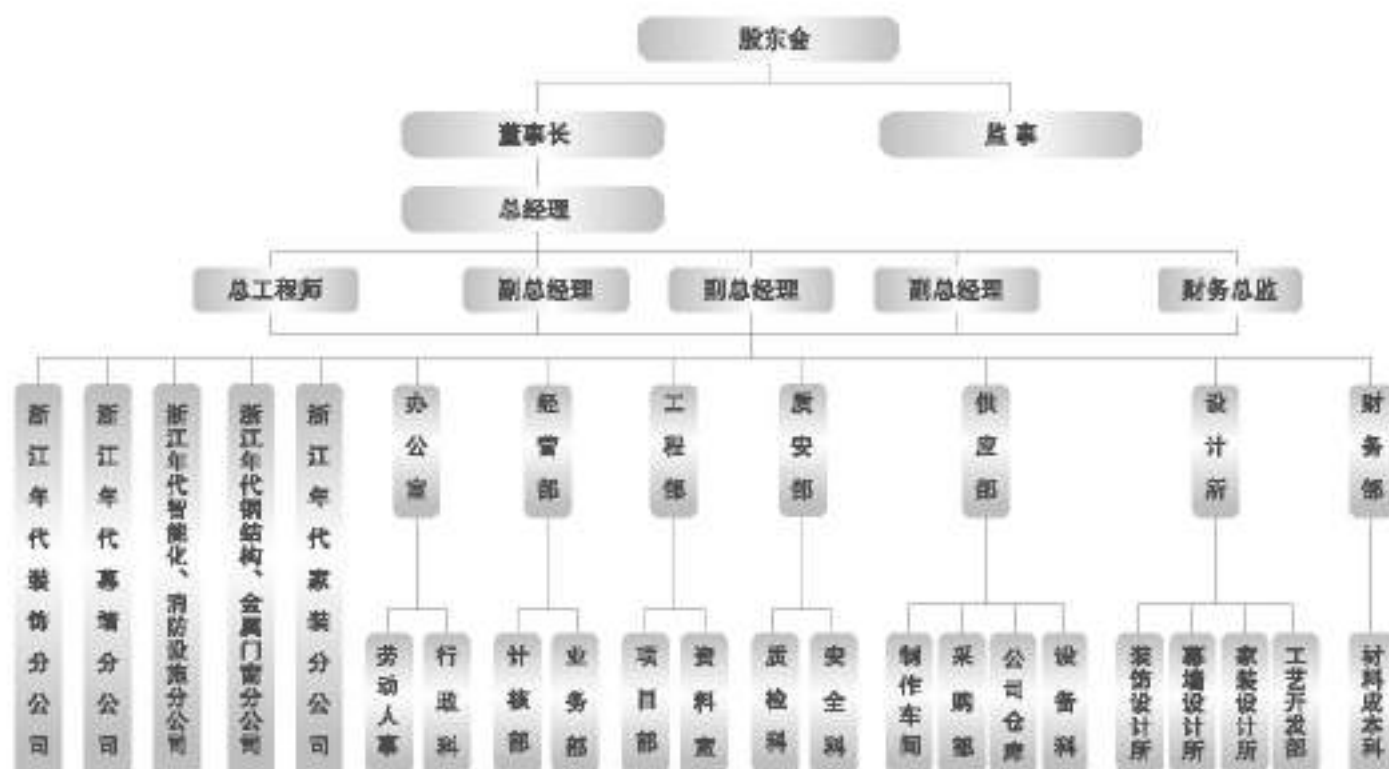 股东会
董事长
监事
总经理
总工程师
副总经理
副总经理
副总经理
财务总监
浙江年代装饰分公司
浙江年代幕墙分公司
浙江年代智能化、消防设施分公司
浙江年代钢结构、金属门窗分公司
浙江年代家装分公司
办公室
经营部
工程部
质安部
供应部
设计所
财务部
劳动人事
行政科
计核部
业务部
项目部
资料室
质检科
安全科
制作车间
采购部
公司仓库
设备科
装饰设计所
幕墙设计所
家装设计所
工艺开发部
材料成本科